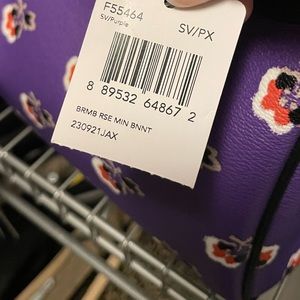 F55464
SV/Purple
SV/PX
8 89532 64867 2
BRMB RSE MIN BNNT
230921JAX